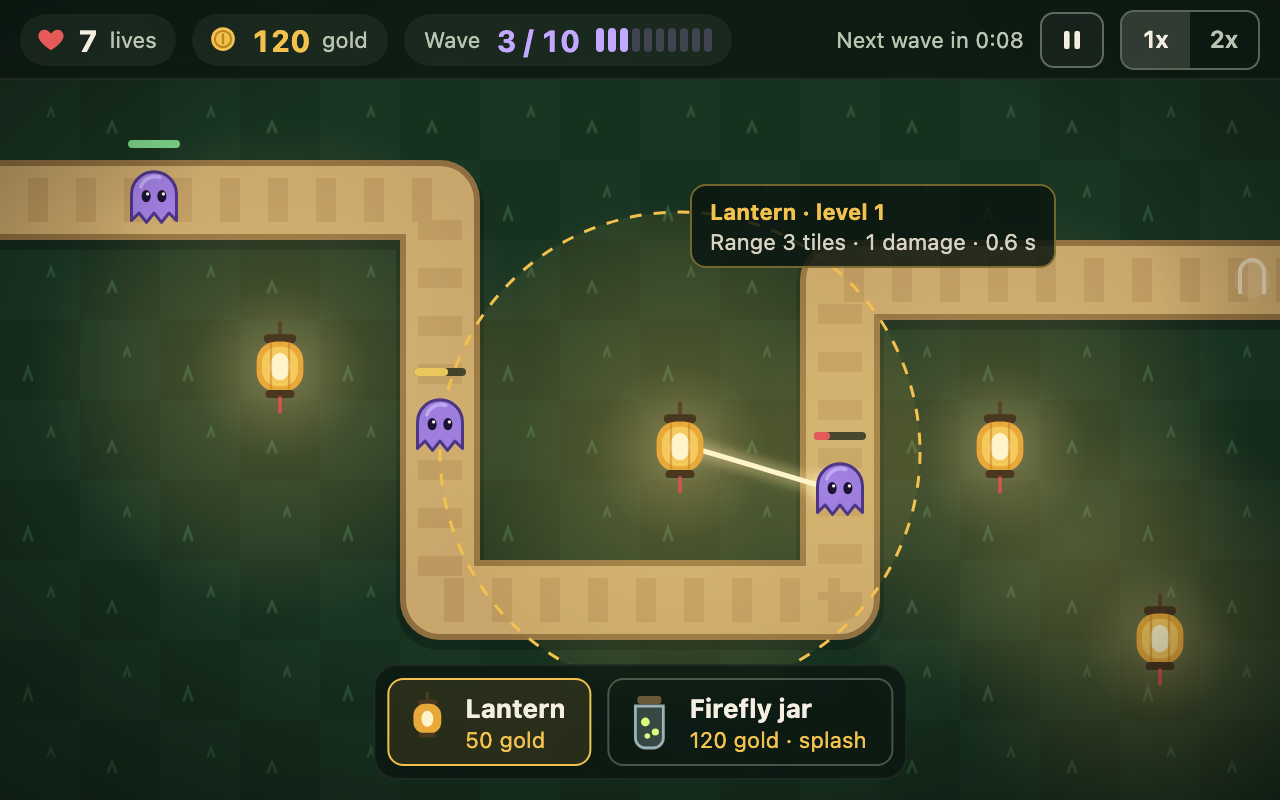 7 lives
120 gold
Wave 3 / 10
Next wave in 0:08
1x
2x
Lantern · level 1
Range 3 tiles · 1 damage · 0.6 s
Lantern
50 gold
Firefly jar
120 gold · splash